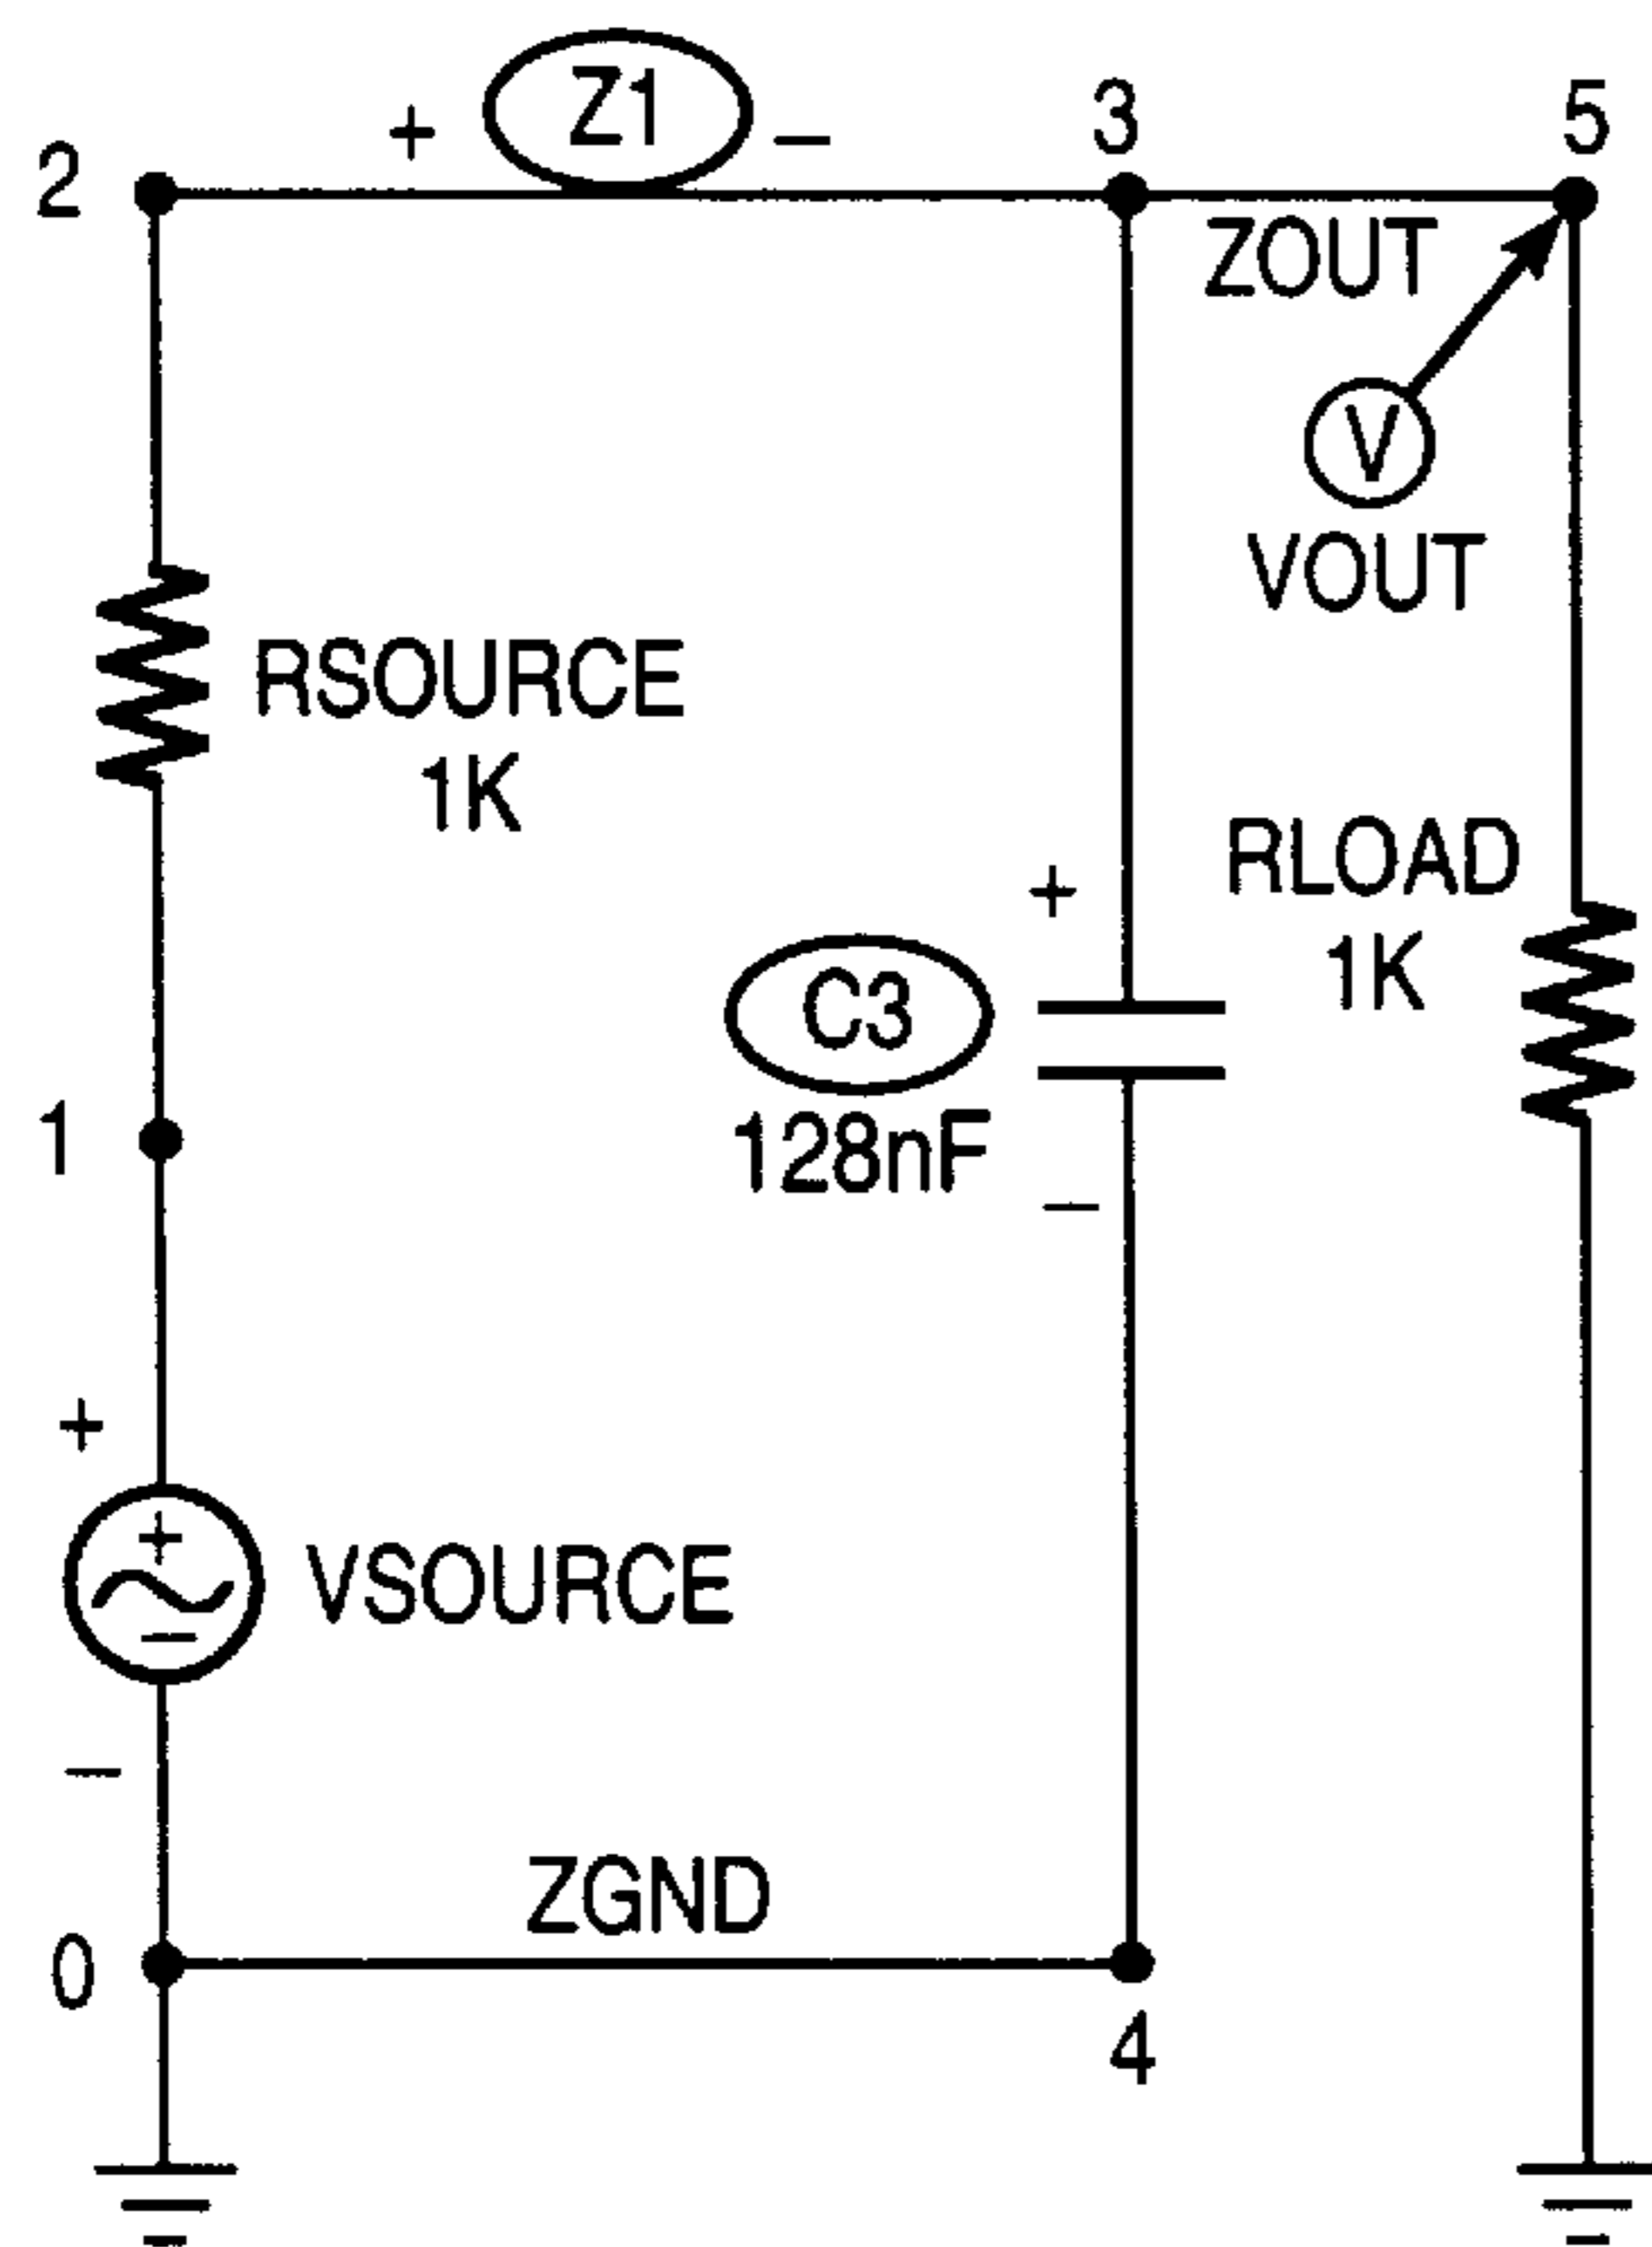 Z1
+
−
2
3
5
ZOUT
V
VOUT
RSOURCE
1K
+
RLOAD
1K
C3
128nF
−
1
+
+
VSOURCE
−
−
ZGND
0
4